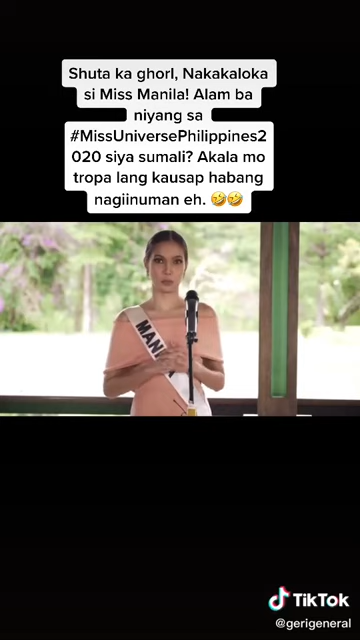 Shuta ka ghorl, Nakakaloka
si Miss Manila! Alam ba
niyang sa
#MissUniversePhilippines2
020 siya sumali? Akala mo
tropa lang kausap habang
nagiinuman eh. 🤣🤣
MANI
TikTok
@gerigeneral